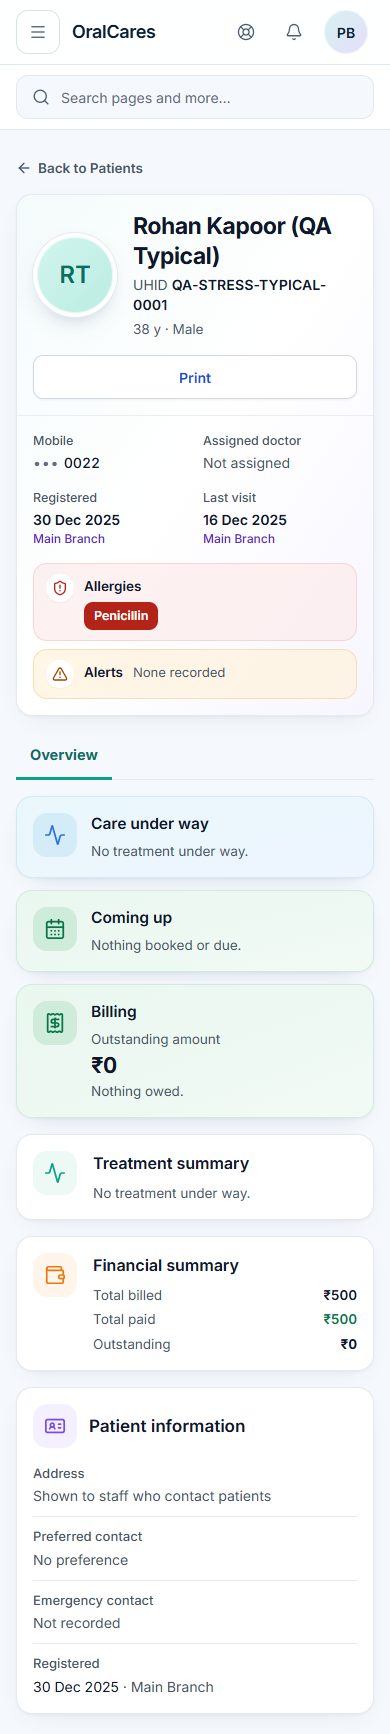 OralCares
PB
Search pages and more...
Back to Patients
RT
Rohan Kapoor (QA
Typical)
UHID QA-STRESS-TYPICAL-
0001
38 y · Male
Print
Mobile
••• 0022
Assigned doctor
Not assigned
Registered
30 Dec 2025
Main Branch
Last visit
16 Dec 2025
Main Branch
Allergies
Penicillin
Alerts None recorded
Overview
Care under way
No treatment under way.
Coming up
Nothing booked or due.
Billing
Outstanding amount
₹0
Nothing owed.
Treatment summary
No treatment under way.
Financial summary
Total billed ₹500
Total paid ₹500
Outstanding ₹0
Patient information
Address
Shown to staff who contact patients
Preferred contact
No preference
Emergency contact
Not recorded
Registered
30 Dec 2025 · Main Branch